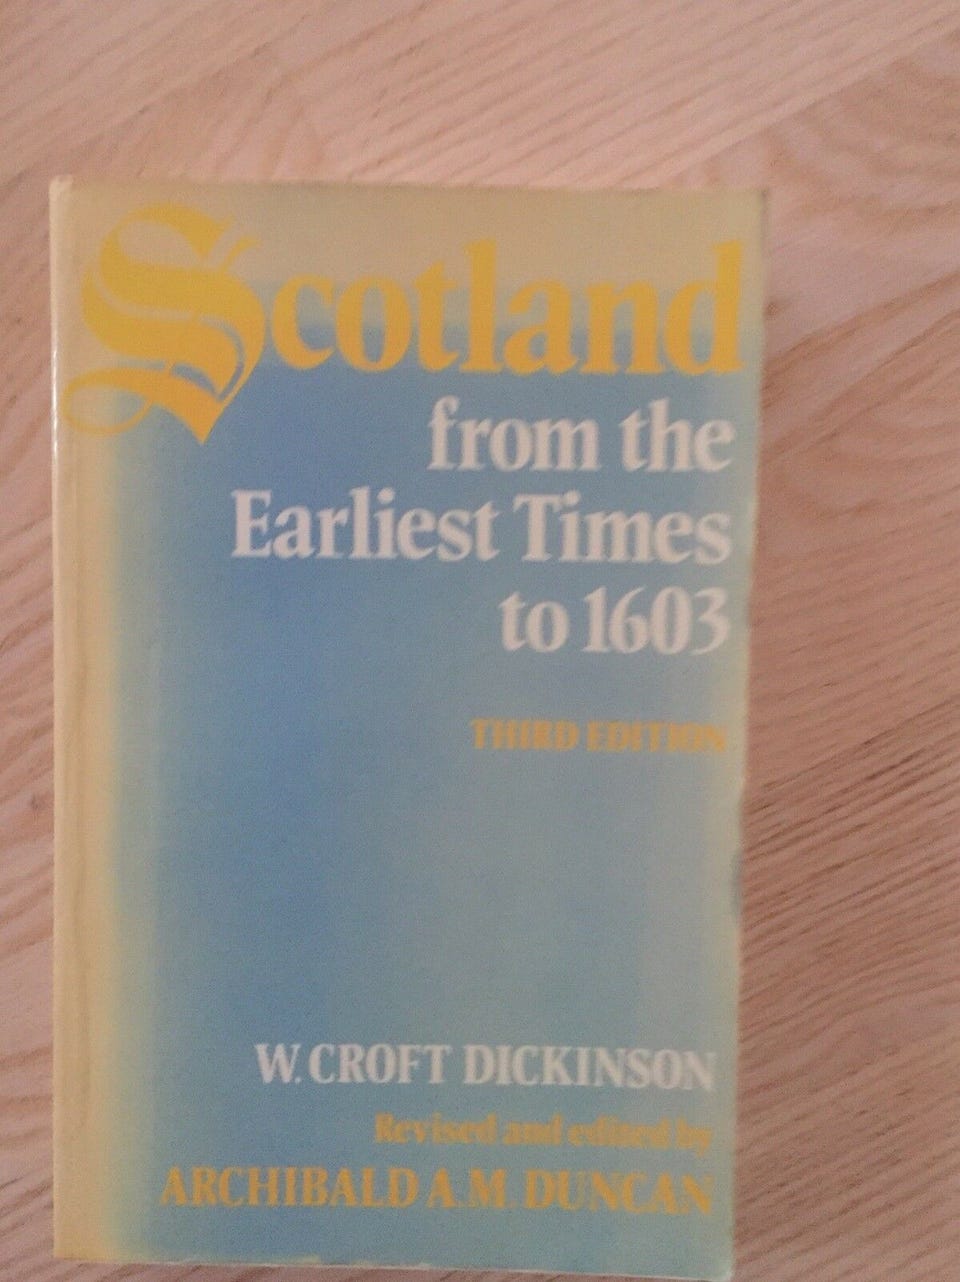 Scotland
from the
Earliest Times
to 1603
THIRD EDITION
W. CROFT DICKINSON
Revised and edited by
ARCHIBALD A.M. DUNCAN